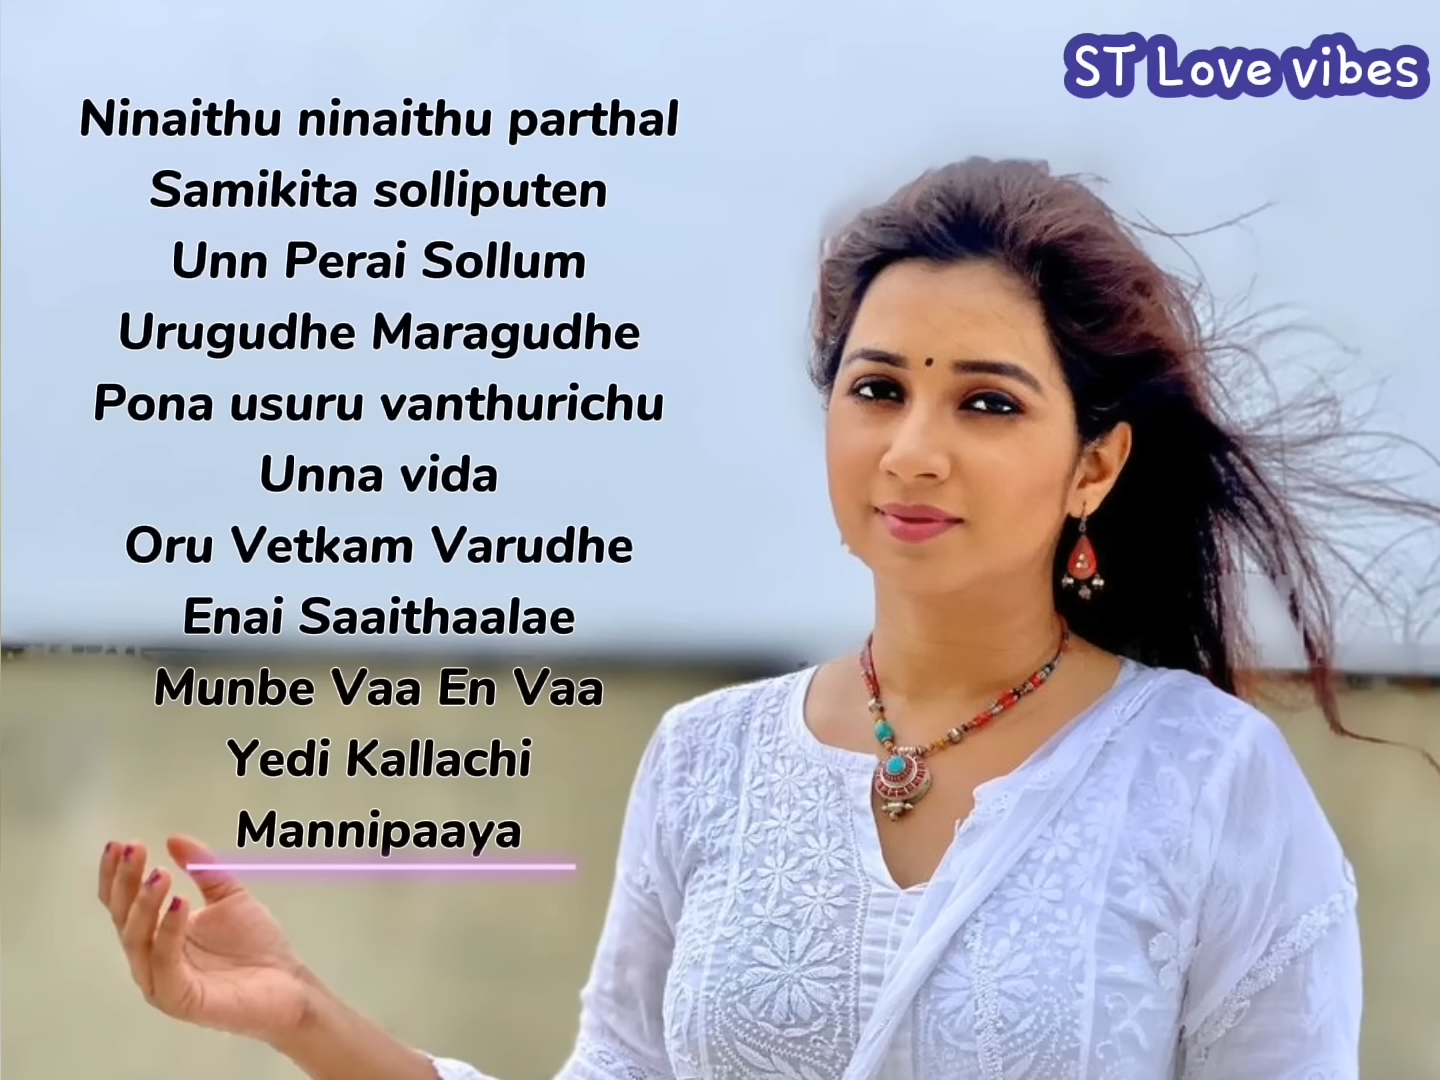 ST Love vibes
Ninaithu ninaithu parthal
Samikita solliputen
Unn Perai Sollum
Urugudhe Maragudhe
Pona usuru vanthurichu
Unna vida
Oru Vetkam Varudhe
Enai Saaithaalae
Munbe Vaa En Vaa
Yedi Kallachi
Mannipaaya